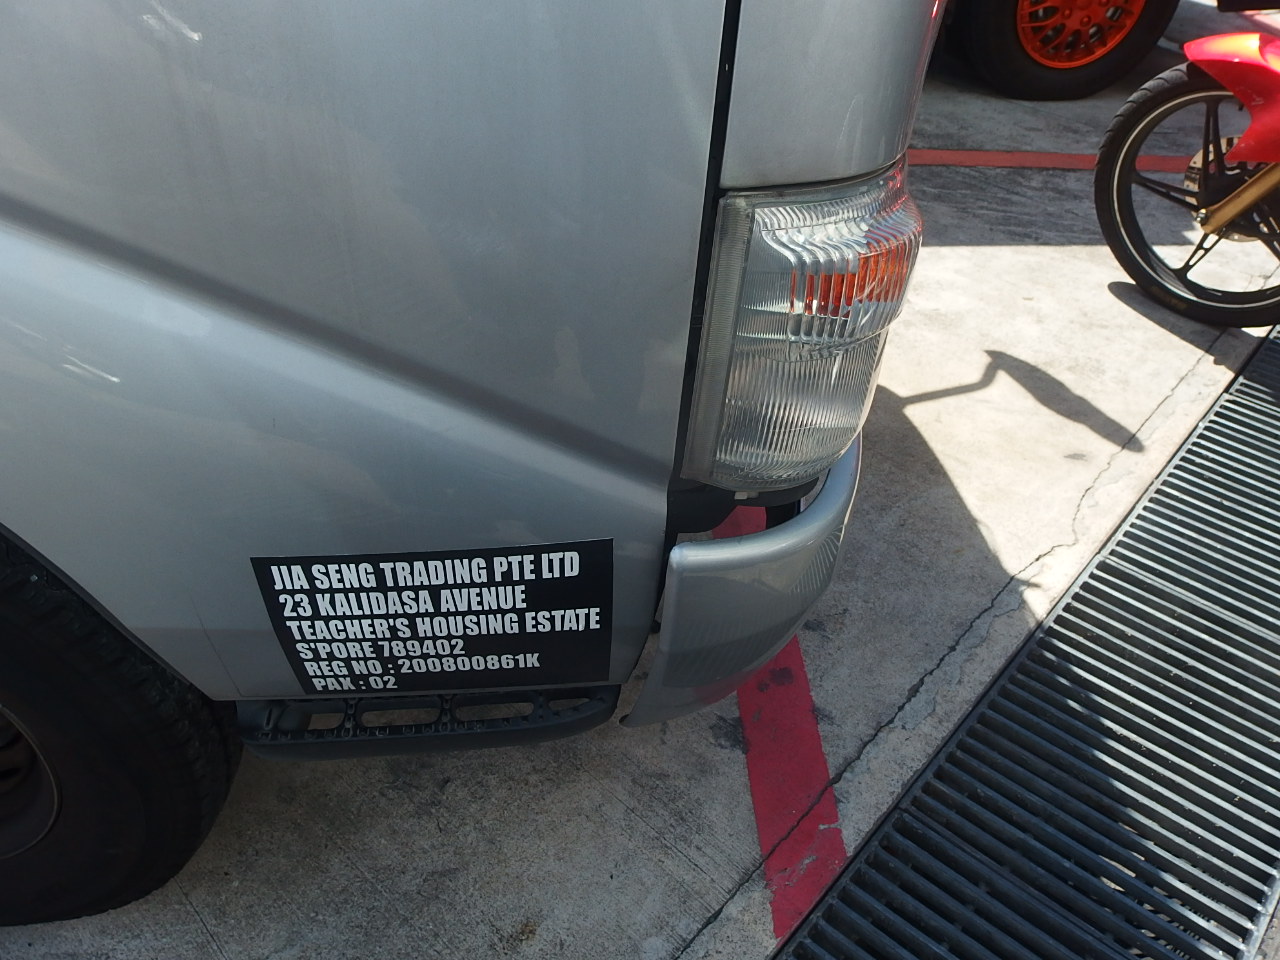 JIA SENG TRADING PTE LTD
23 KALIDASA AVENUE
TEACHER'S HOUSING ESTATE
S'PORE 789402
REG NO : 200800861K
PAX : 02